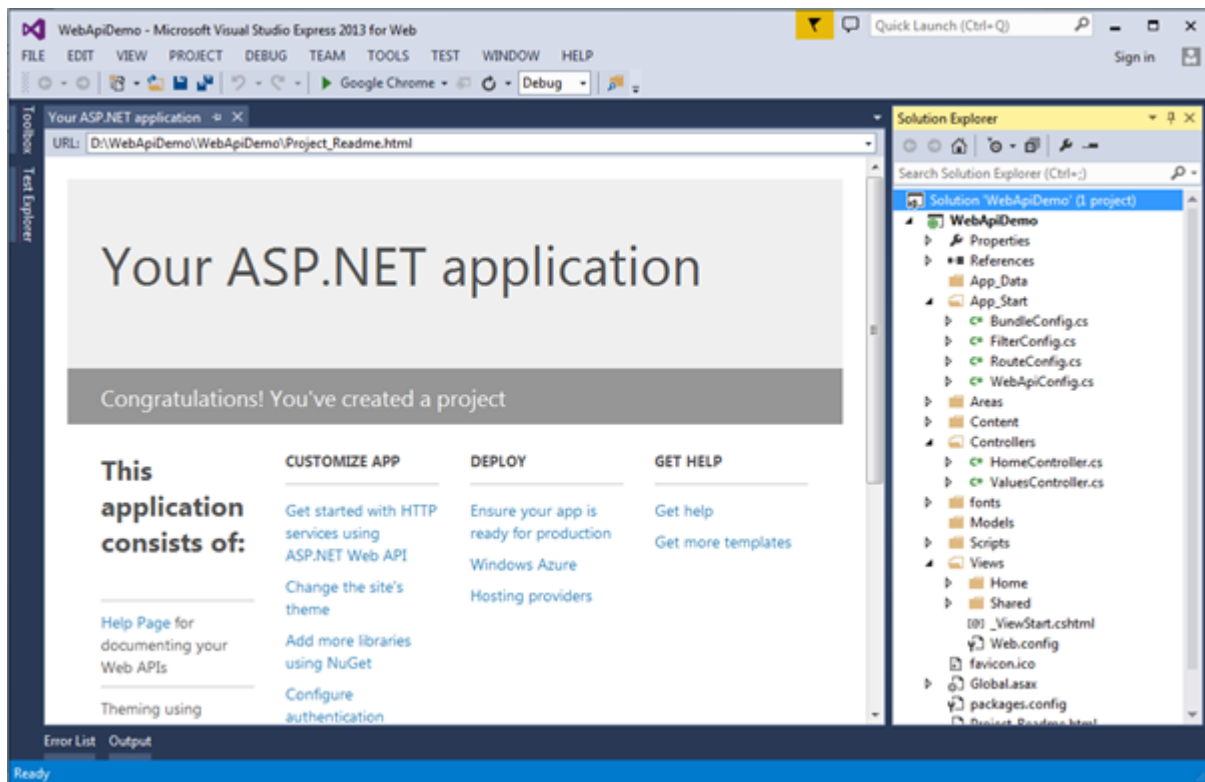 WebApiDemo - Microsoft Visual Studio Express 2013 for Web
Quick Launch (Ctrl+Q)
FILE EDIT VIEW PROJECT DEBUG TEAM TOOLS TEST WINDOW HELP
Sign in
Google Chrome
Debug
Toolbox
Test Explorer
Your ASP.NET application
URL: D:\WebApiDemo\WebApiDemo\Project_Readme.html
Your ASP.NET application
Congratulations! You've created a project
This
application
consists of:
Help Page for
documenting your
Web APIs
Theming using
CUSTOMIZE APP
Get started with HTTP
services using
ASP.NET Web API
Change the site's
theme
Add more libraries
using NuGet
Configure
authentication
DEPLOY
Ensure your app is
ready for production
Windows Azure
Hosting providers
GET HELP
Get help
Get more templates
Solution Explorer
Search Solution Explorer (Ctrl+;)
Solution 'WebApiDemo' (1 project)
WebApiDemo
Properties
References
App_Data
App_Start
C# BundleConfig.cs
C# FilterConfig.cs
C# RouteConfig.cs
C# WebApiConfig.cs
Areas
Content
Controllers
C# HomeController.cs
C# ValuesController.cs
fonts
Models
Scripts
Views
Home
Shared
[@] _ViewStart.cshtml
Web.config
favicon.ico
Global.asax
packages.config
Project_Readme.html
Error List Output
Ready